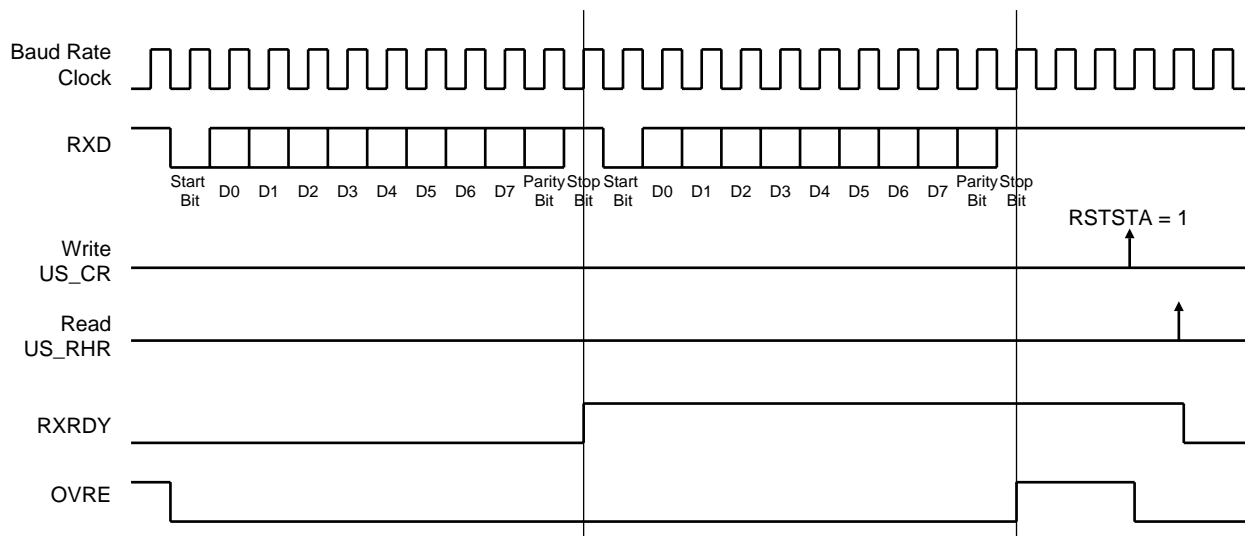 Baud Rate
Clock
RXD
Start
Bit
D0
D1
D2
D3
D4
D5
D6
D7
Parity
Bit
Stop
Bit
Start
Bit
D0
D1
D2
D3
D4
D5
D6
D7
Parity
Bit
Stop
Bit
RSTSTA = 1
Write
US_CR
Read
US_RHR
RXRDY
OVRE